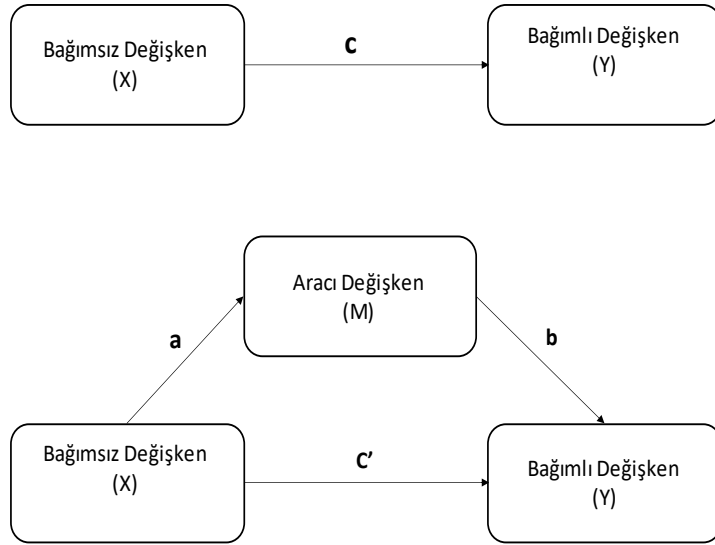 Bağımsız Değişken
(X)
C
Bağımlı Değişken
(Y)
Aracı Değişken
(M)
a
b
Bağımsız Değişken
(X)
C’
Bağımlı Değişken
(Y)